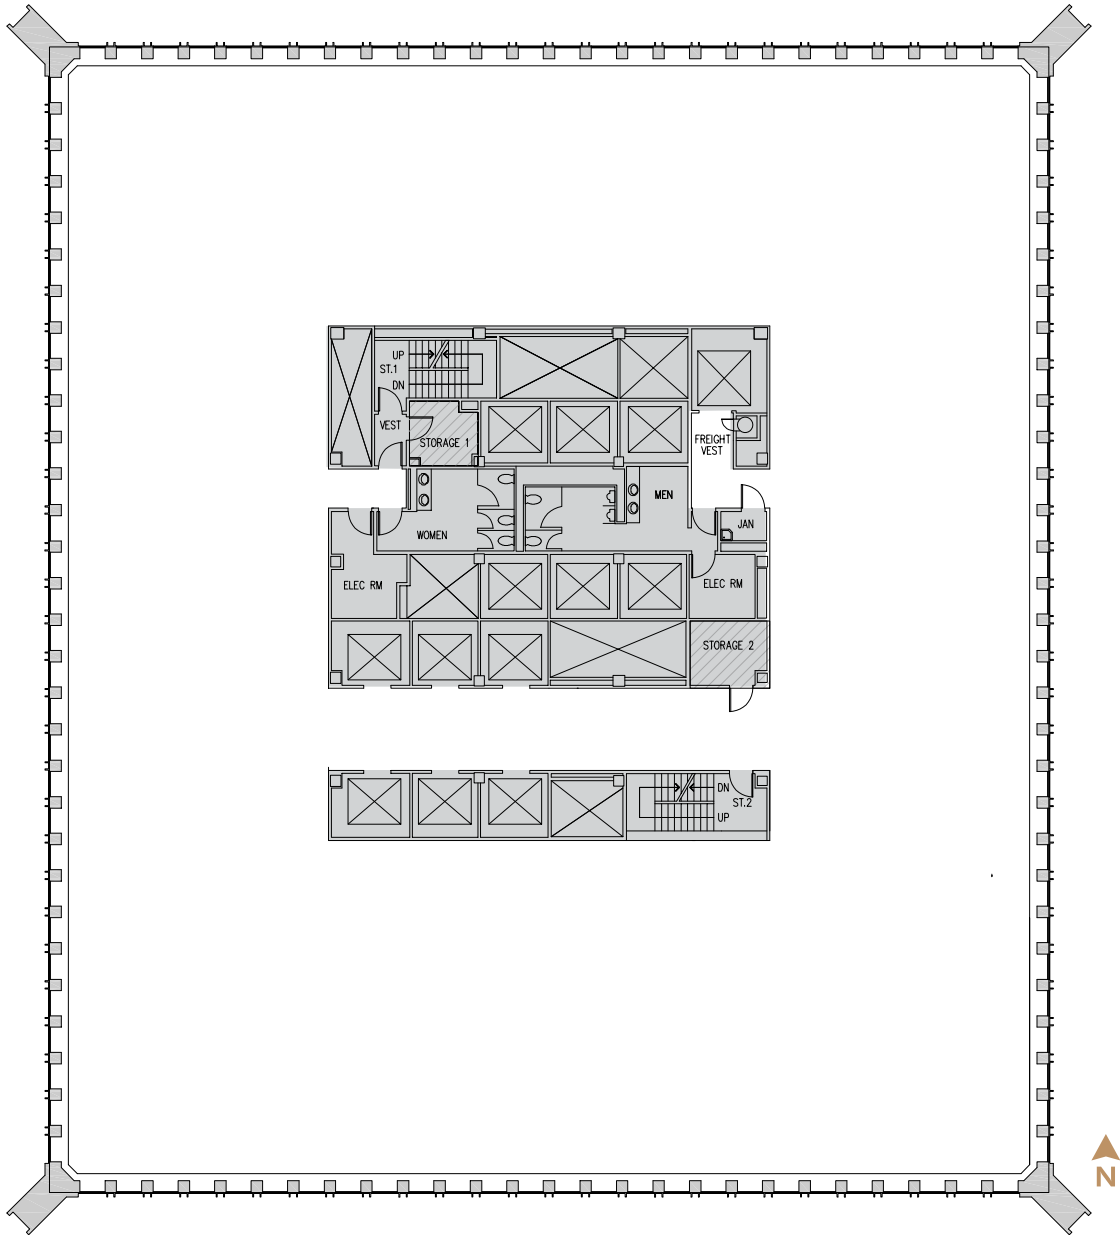 UP
ST.1
DN
VEST
STORAGE 1
FREIGHT
VEST
MEN
WOMEN
JAN
ELEC RM
ELEC RM
STORAGE 2
DN
ST.2
UP
N